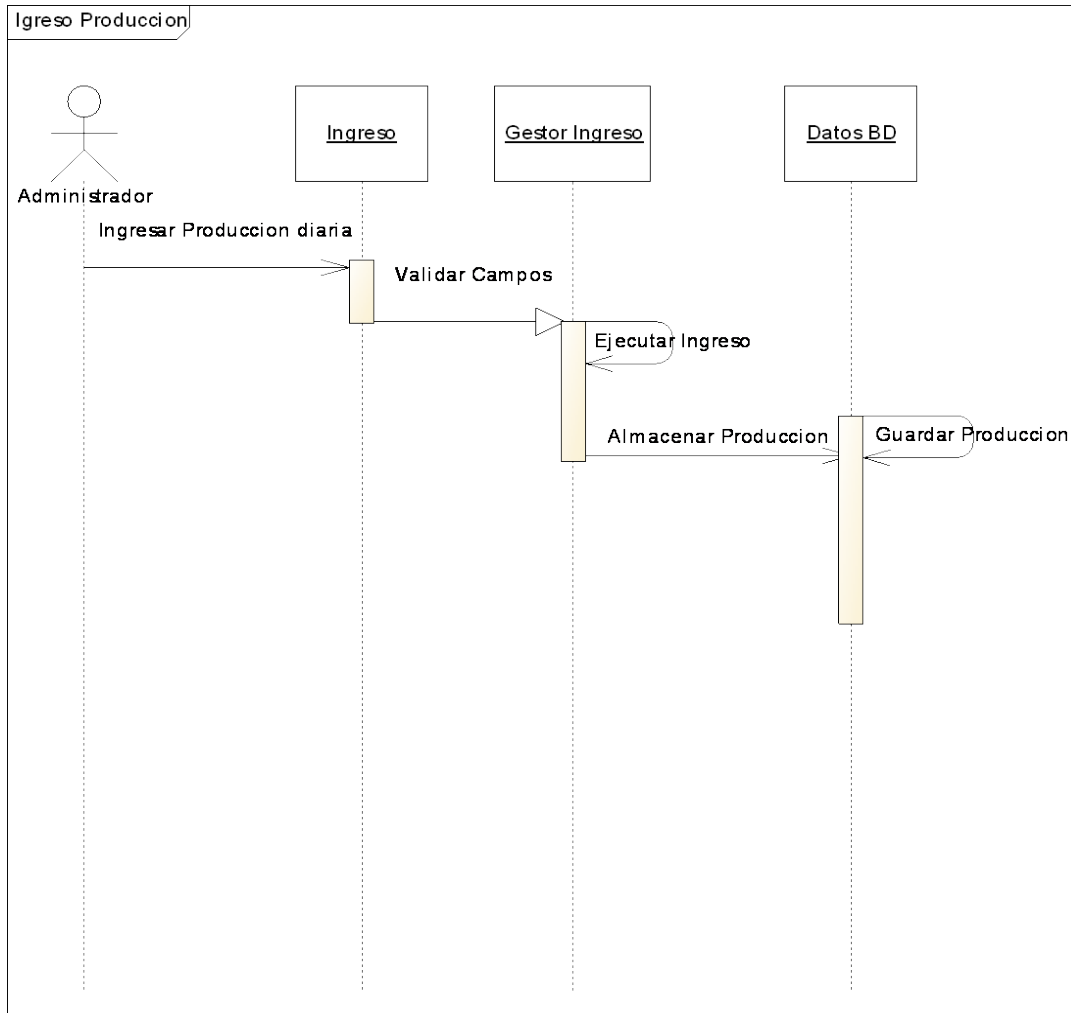 Igreso Produccion
Ingreso
Gestor Ingreso
Datos BD
Administrador
Ingresar Produccion diaria
Validar Campos
Ejecutar Ingreso
Almacenar Produccion
Guardar Produccion